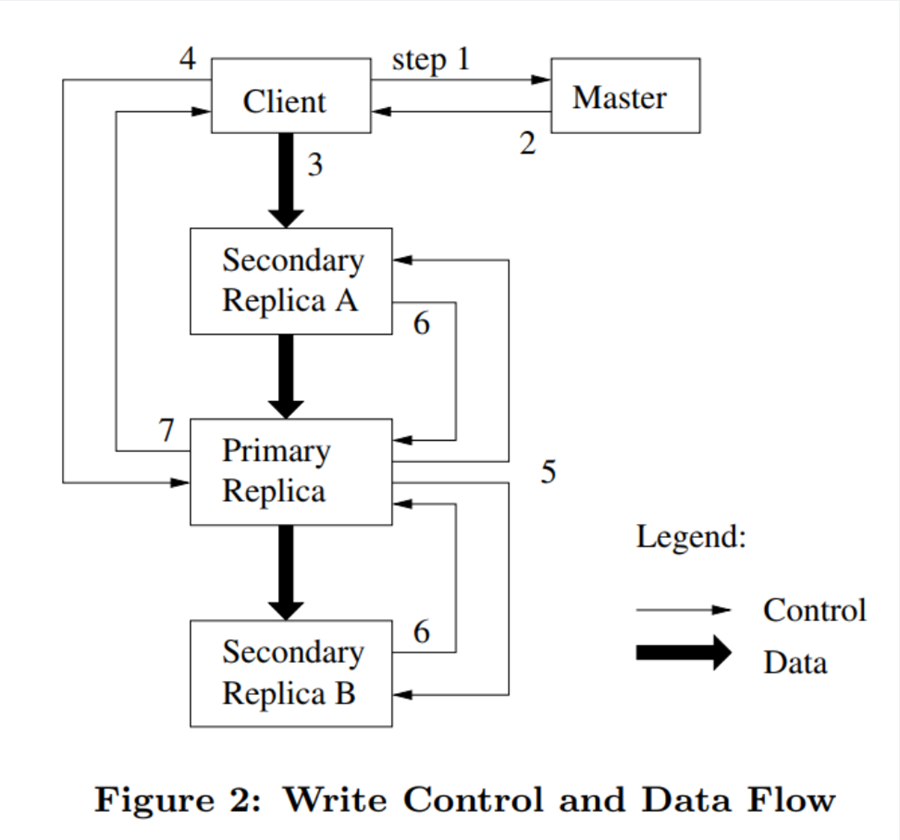 4
step 1
Client
Master
2
3
Secondary
Replica A
6
7
Primary
Replica
5
Legend:
Control
Data
6
Secondary
Replica B
Figure 2: Write Control and Data Flow